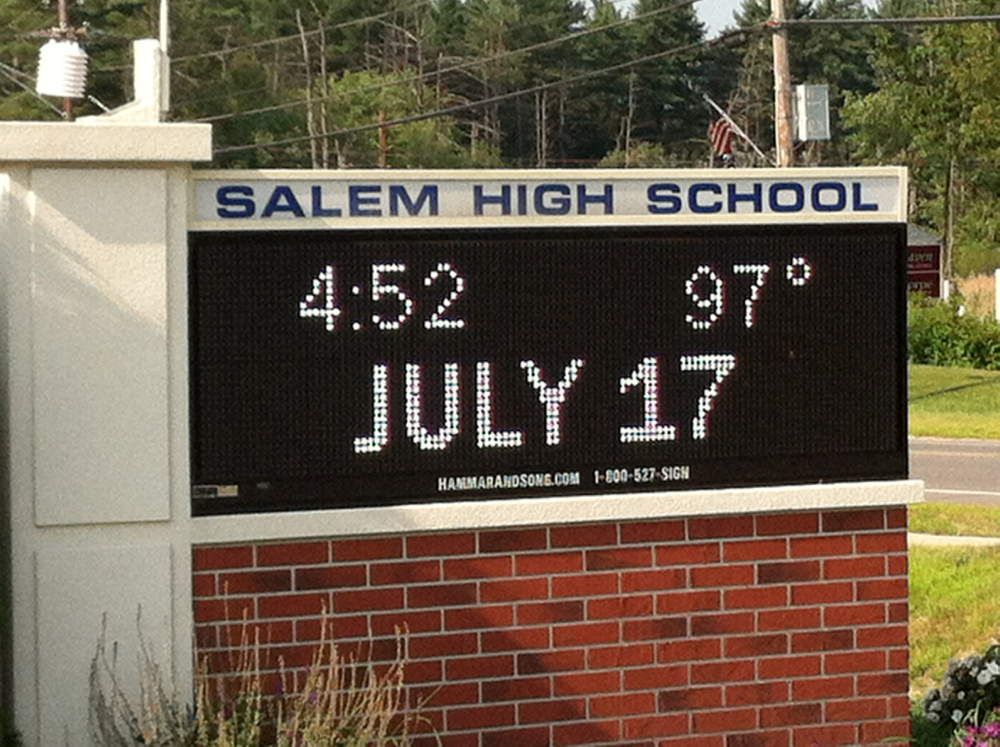 SALEM HIGH SCHOOL
4:52 97°
JULY 17
HAMMARANDSONS.COM 1-800-527-SIGN